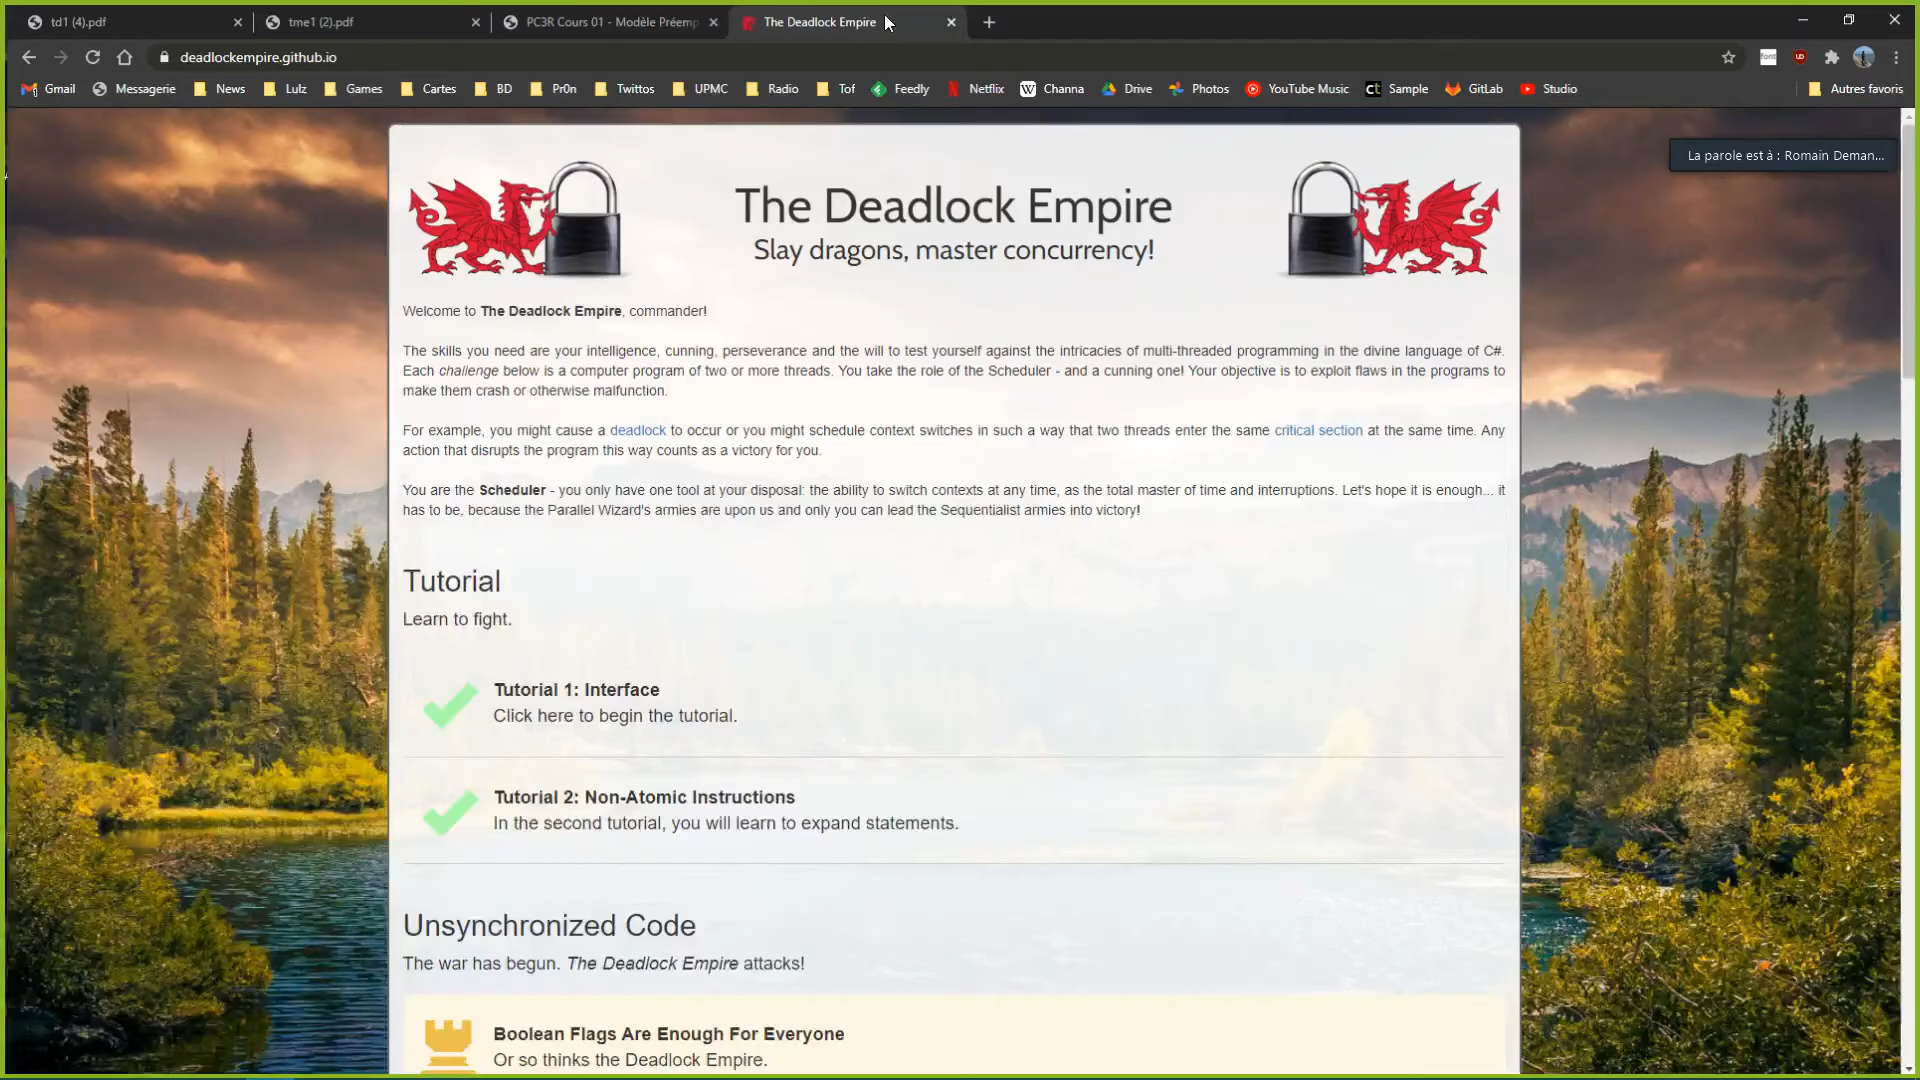 td1 (4).pdf
tme1 (2).pdf
PC3R Cours 01 - Modèle Préemp
The Deadlock Empire
deadlockempire.github.io
Gmail
Messagerie
News
Lulz
Games
Cartes
BD
Pr0n
Twittos
UPMC
Radio
Tof
Feedly
Netflix
W
Channa
Drive
Photos
YouTube Music
ct
Sample
GitLab
Studio
Autres favoris
La parole est à : Romain Deman...
The Deadlock Empire
Slay dragons, master concurrency!
Welcome to The Deadlock Empire, commander!
The skills you need are your intelligence, cunning, perseverance and the will to test yourself against the intricacies of multi-threaded programming in the divine language of C#.
Each challenge below is a computer program of two or more threads. You take the role of the Scheduler - and a cunning one! Your objective is to exploit flaws in the programs to
make them crash or otherwise malfunction.
For example, you might cause a deadlock to occur or you might schedule context switches in such a way that two threads enter the same critical section at the same time. Any
action that disrupts the program this way counts as a victory for you.
You are the Scheduler - you only have one tool at your disposal: the ability to switch contexts at any time, as the total master of time and interruptions. Let's hope it is enough... it
has to be, because the Parallel Wizard's armies are upon us and only you can lead the Sequentialist armies into victory!
Tutorial
Learn to fight.
Tutorial 1: Interface
Click here to begin the tutorial.
Tutorial 2: Non-Atomic Instructions
In the second tutorial, you will learn to expand statements.
Unsynchronized Code
The war has begun. The Deadlock Empire attacks!
Boolean Flags Are Enough For Everyone
Or so thinks the Deadlock Empire.